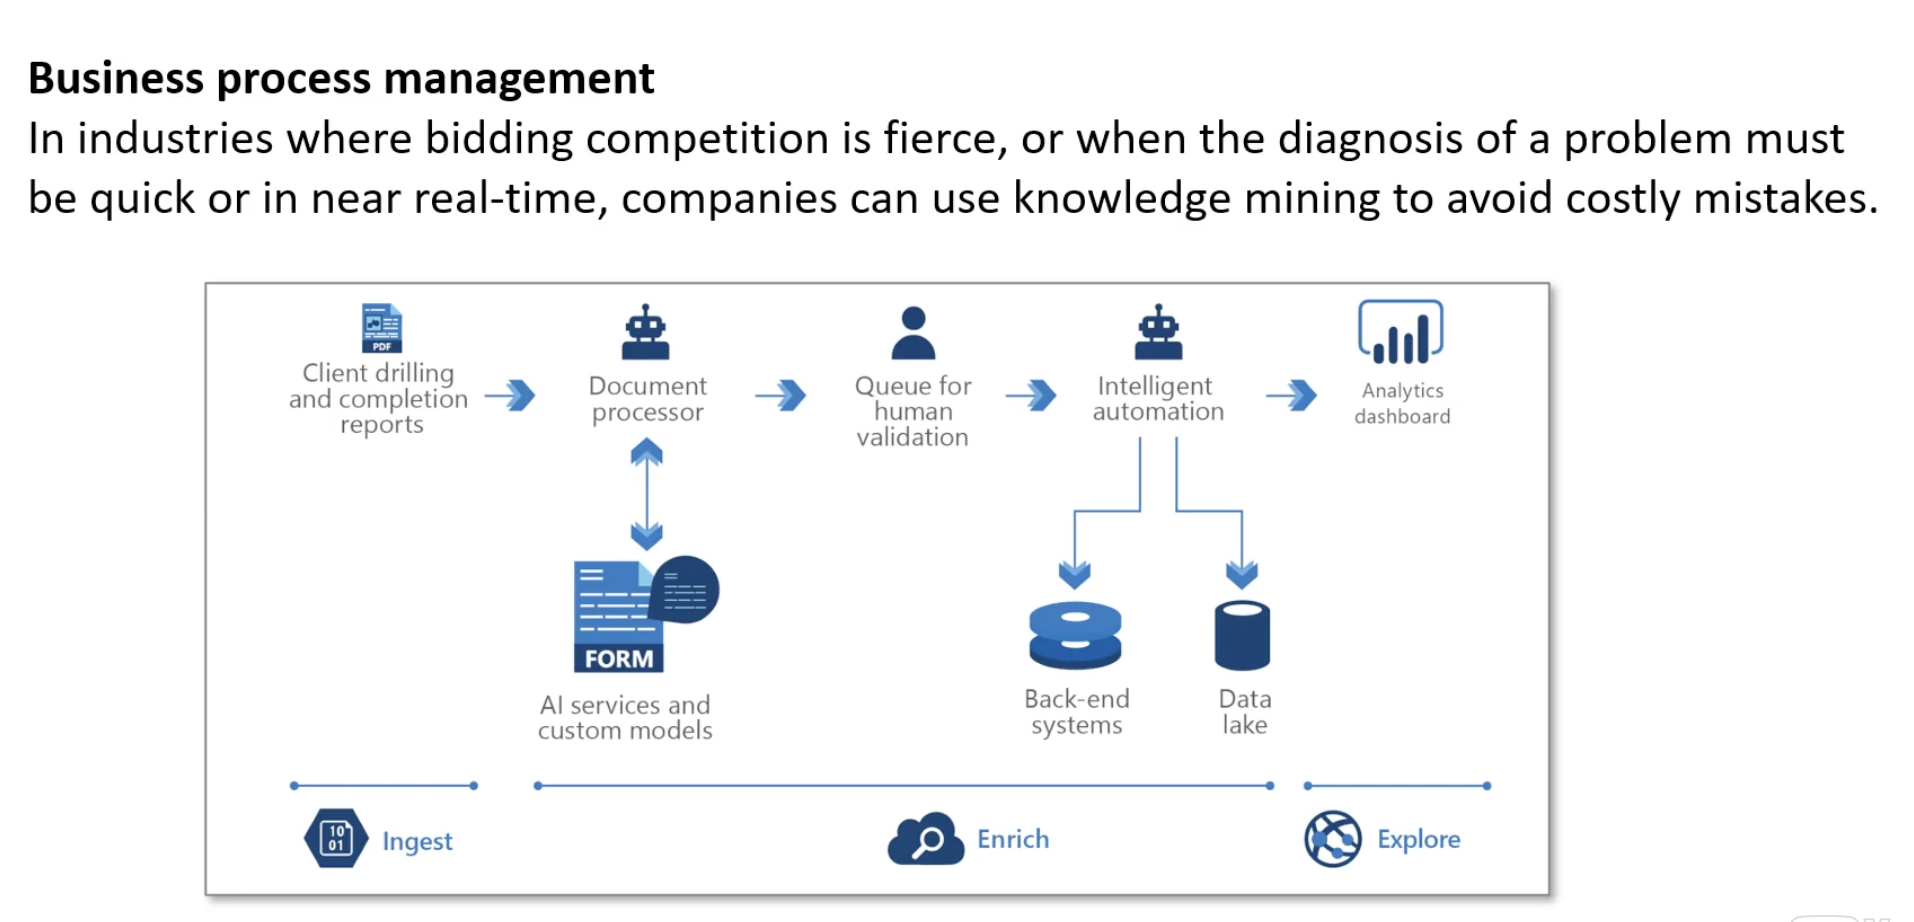 Business process management
In industries where bidding competition is fierce, or when the diagnosis of a problem must
be quick or in near real-time, companies can use knowledge mining to avoid costly mistakes.
PDF
Client drilling
and completion
reports
Document
processor
Queue for
human
validation
Intelligent
automation
Analytics
dashboard
FORM
AI services and
custom models
Back-end
systems
Data
lake
10
01
Ingest
Enrich
Explore